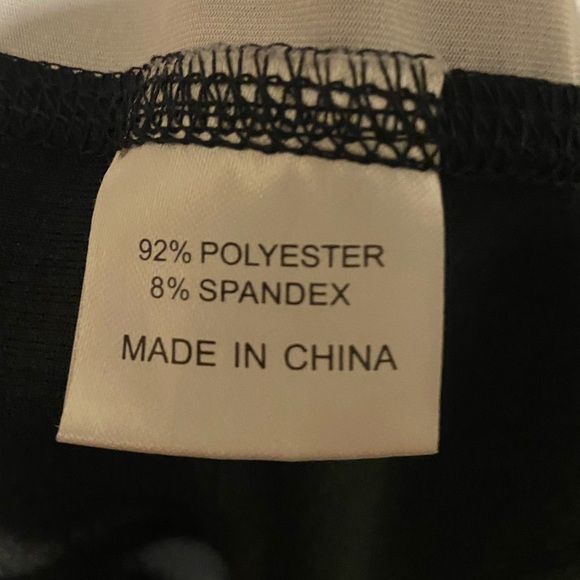 92% POLYESTER
8% SPANDEX
MADE IN CHINA